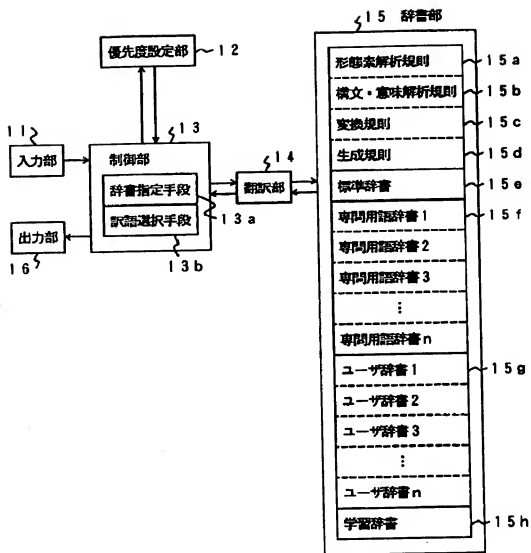 15 辞書部
優先度設定部
12
形態素解析規則
15a
構文・意味解析規則
15b
11
13
変換規則
15c
入力部
制御部
14
生成規則
15d
辞書指定手段
翻訳部
標準辞書
15e
13a
訳語選択手段
専門用語辞書1
15f
出力部
13b
専門用語辞書2
16
専門用語辞書3
⋮
専門用語辞書n
ユーザ辞書1
15g
ユーザ辞書2
ユーザ辞書3
⋮
ユーザ辞書n
学習辞書
15h